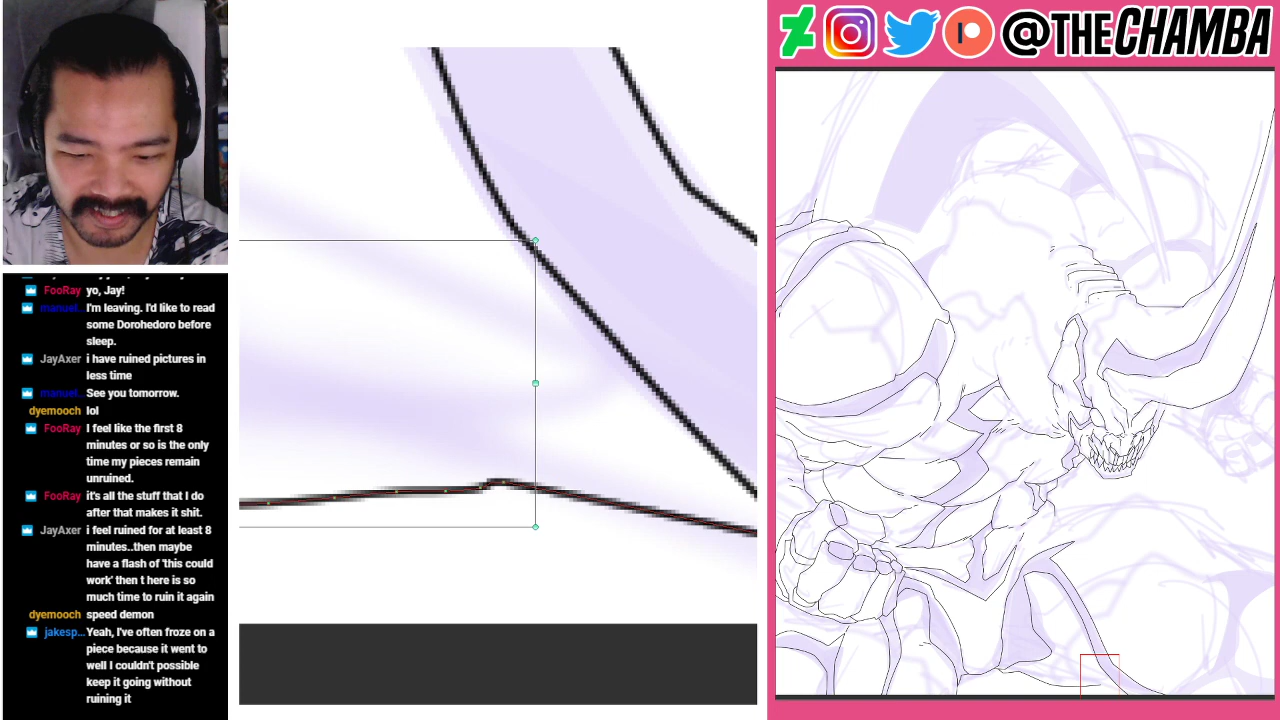 @THECHAMBA
FooRay yo, Jay!
manuel... I'm leaving. I'd like to read
some Dorohedoro before
sleep.
JayAxer i have ruined pictures in
less time
manuel... See you tomorrow.
dyemooch lol
FooRay I feel like the first 8
minutes or so is the only
time my pieces remain
unruined.
FooRay it's all the stuff that I do
after that makes it shit.
JayAxer i feel ruined for at least 8
minutes..then maybe
have a flash of 'this could
work' then t here is so
much time to ruin it again
dyemooch speed demon
jakesp... Yeah, I've often froze on a
piece because it went to
well I couldn't possible
keep it going without
ruining it